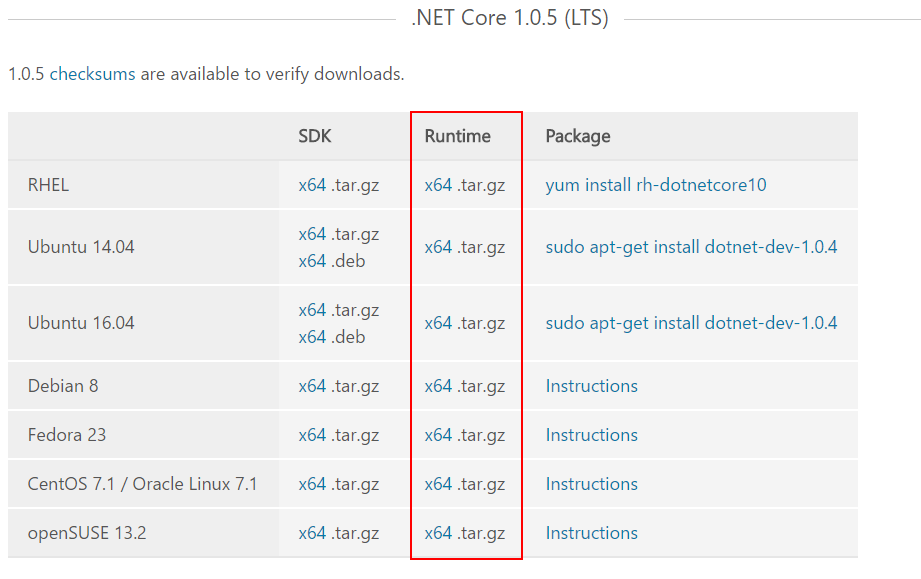 .NET Core 1.0.5 (LTS)
1.0.5 checksums are available to verify downloads.
SDK Runtime Package
RHEL x64 .tar.gz x64 .tar.gz yum install rh-dotnetcore10
Ubuntu 14.04 x64 .tar.gz x64 .deb x64 .tar.gz sudo apt-get install dotnet-dev-1.0.4
Ubuntu 16.04 x64 .tar.gz x64 .deb x64 .tar.gz sudo apt-get install dotnet-dev-1.0.4
Debian 8 x64 .tar.gz x64 .tar.gz Instructions
Fedora 23 x64 .tar.gz x64 .tar.gz Instructions
CentOS 7.1 / Oracle Linux 7.1 x64 .tar.gz x64 .tar.gz Instructions
openSUSE 13.2 x64 .tar.gz x64 .tar.gz Instructions